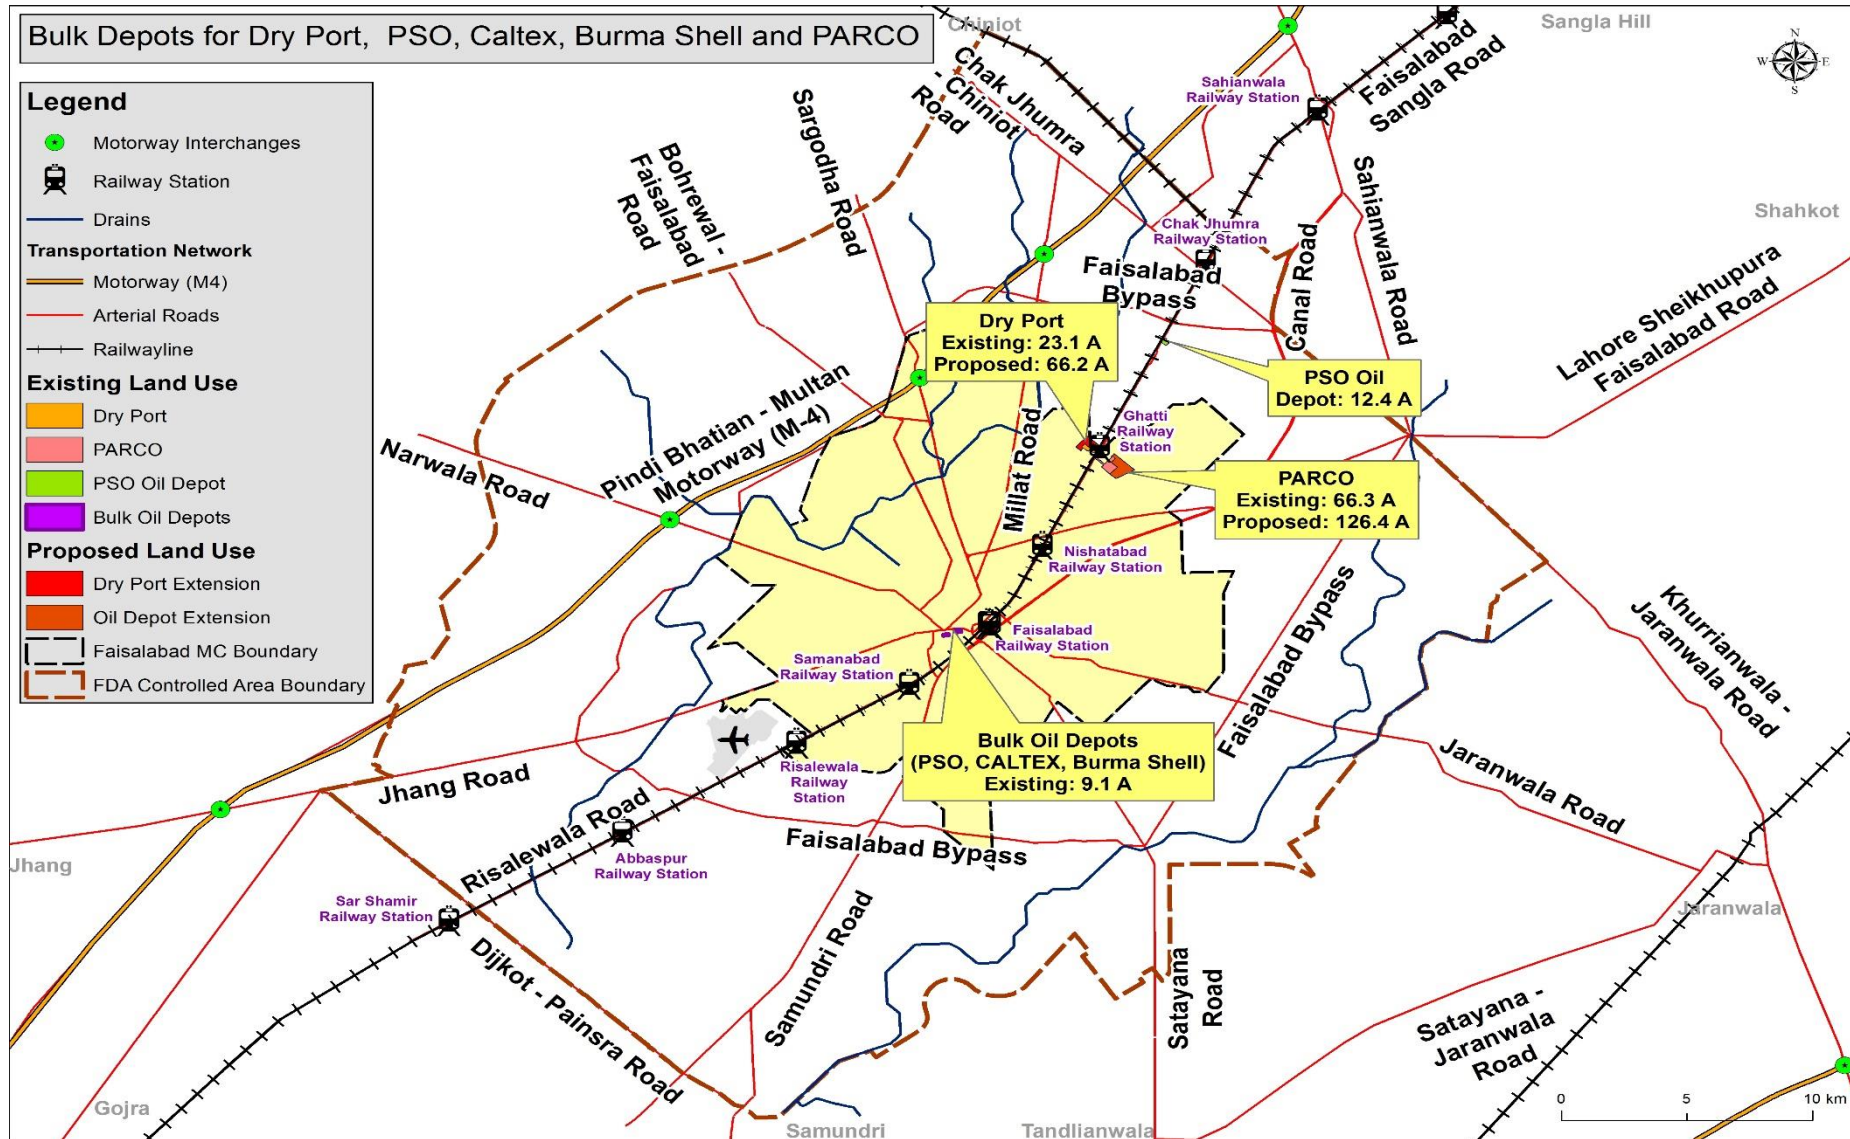 Bulk Depots for Dry Port, PSO, Caltex, Burma Shell and PARCO
Legend
Motorway Interchanges
Railway Station
Drains
Transportation Network
Motorway (M4)
Arterial Roads
Railwayline
Existing Land Use
Dry Port
PARCO
PSO Oil Depot
Bulk Oil Depots
Proposed Land Use
Dry Port Extension
Oil Depot Extension
Faisalabad MC Boundary
FDA Controlled Area Boundary
Chiniot
Sangla Hill
N
W
E
S
Faisalabad
Sangla Road
Sahianwala
Railway Station
Chak Jhumra
- Chiniot
Road
Sargodha Road
Bohrewal -
Faisalabad
Road
Shahkot
Chak Jhumra
Railway Station
Canal Road
Sahianwala Road
Faisalabad
Bypass
Lahore Sheikhupura
Faisalabad Road
Dry Port
Existing: 23.1 A
Proposed: 66.2 A
PSO Oil
Depot: 12.4 A
Ghatti
Railway
Station
Pindi Bhatian - Multan
Motorway (M-4)
Narwala Road
Millat Road
PARCO
Existing: 66.3 A
Proposed: 126.4 A
Nishatabad
Railway Station
Faisalabad
Railway Station
Samanabad
Railway Station
Faisalabad Bypass
Khurrianwala -
Jaranwala Road
Bulk Oil Depots
(PSO, CALTEX, Burma Shell)
Existing: 9.1 A
Risalewala
Railway
Station
Jhang Road
Jaranwala Road
Risalewala Road
Faisalabad Bypass
Jhang
Abbaspur
Railway Station
Sar Shamir
Railway Station
Jaranwala
Samundri Road
Dijkot - Painsra Road
Satayana
Road
Satayana -
Jaranwala
Road
Gojra
Samundri
Tandlianwala
0
5
10 km